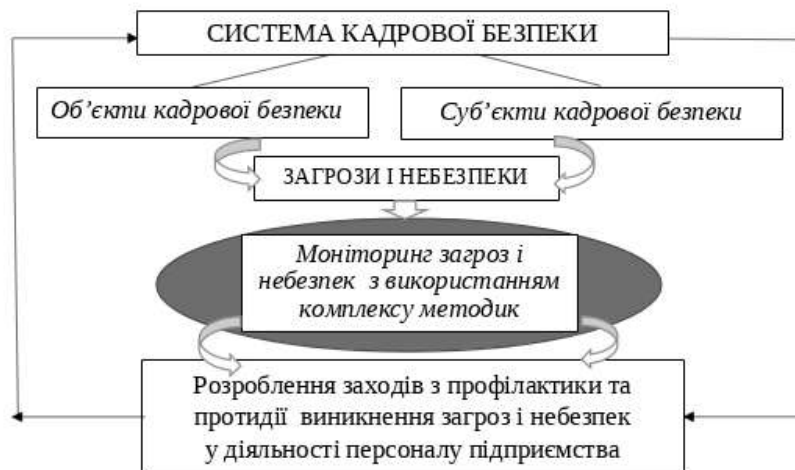 СИСТЕМА КАДРОВОЇ БЕЗПЕКИ
Об’єкти кадрової безпеки
Суб’єкти кадрової безпеки
ЗАГРОЗИ І НЕБЕЗПЕКИ
Моніторинг загроз і
небезпек з використанням
комплексу методик
Розроблення заходів з профілактики та
протидії виникнення загроз і небезпек
у діяльності персоналу підприємства